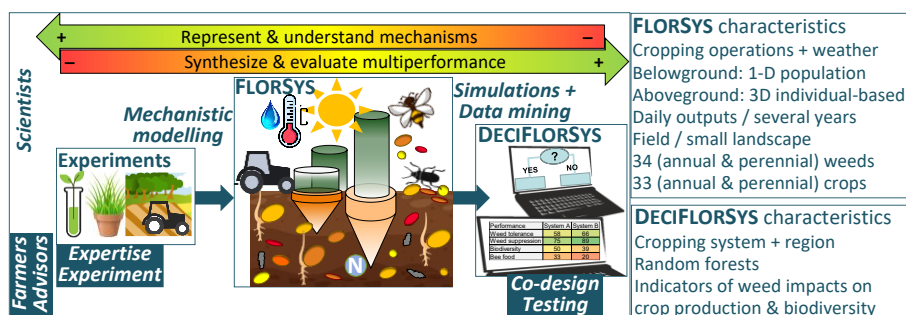 + Represent & understand mechanisms −
− Synthesize & evaluate multiperformance +
Scientists
Farmers
Advisors
Mechanistic
modelling
Experiments
Expertise
Experiment
FLORSYS
N
Simulations +
Data mining
DECIFLORSYS
?
YES NO
Performance System A System B
Weed tolerance 58 66
Weed suppression 75 89
Biodiversity 50 39
Bee food 33 20
Co-design
Testing
FLORSYS characteristics
Cropping operations + weather
Belowground: 1-D population
Aboveground: 3D individual-based
Daily outputs / several years
Field / small landscape
34 (annual & perennial) weeds
33 (annual & perennial) crops
DECIFLORSYS characteristics
Cropping system + region
Random forests
Indicators of weed impacts on
crop production & biodiversity